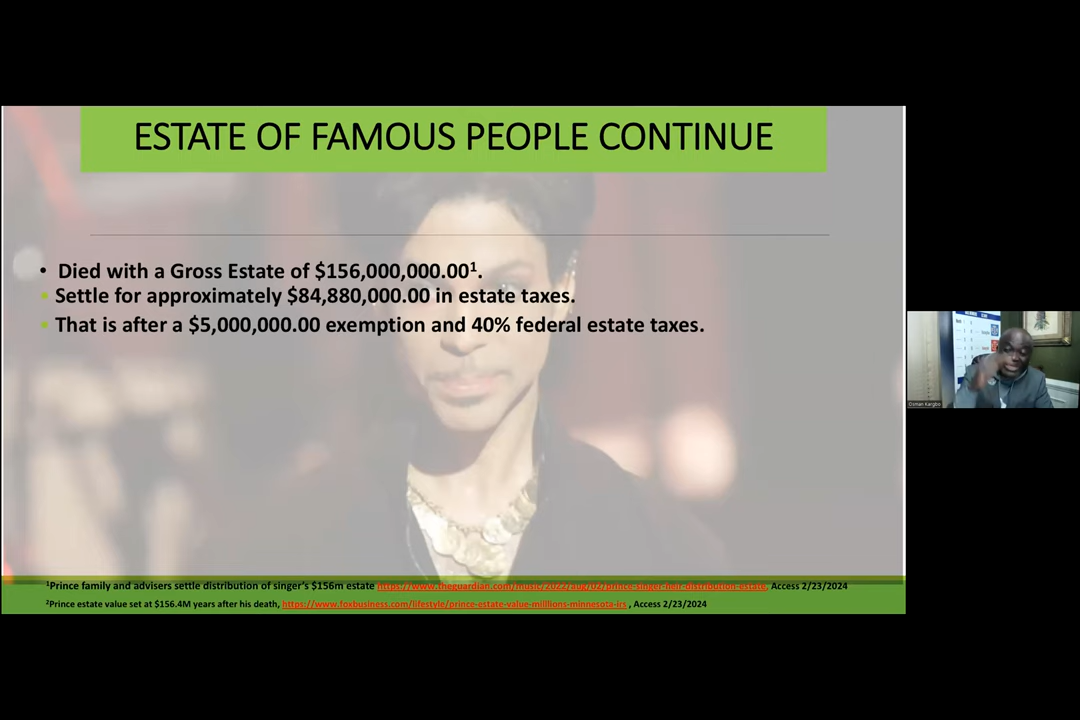 ESTATE OF FAMOUS PEOPLE CONTINUE
• Died with a Gross Estate of $156,000,000.00¹.
• Settle for approximately $84,880,000.00 in estate taxes.
• That is after a $5,000,000.00 exemption and 40% federal estate taxes.
¹Prince family and advisers settle distribution of singer's $156m estate https://www.theguardian.com/music/2022/aug/02/prince-singer-heir-distribution-estate. Access 2/23/2024
²Prince estate value set at $156.4M years after his death, https://www.foxbusiness.com/lifestyle/prince-estate-value-millions-minnesota-irs , Access 2/23/2024
Osman Kargbo